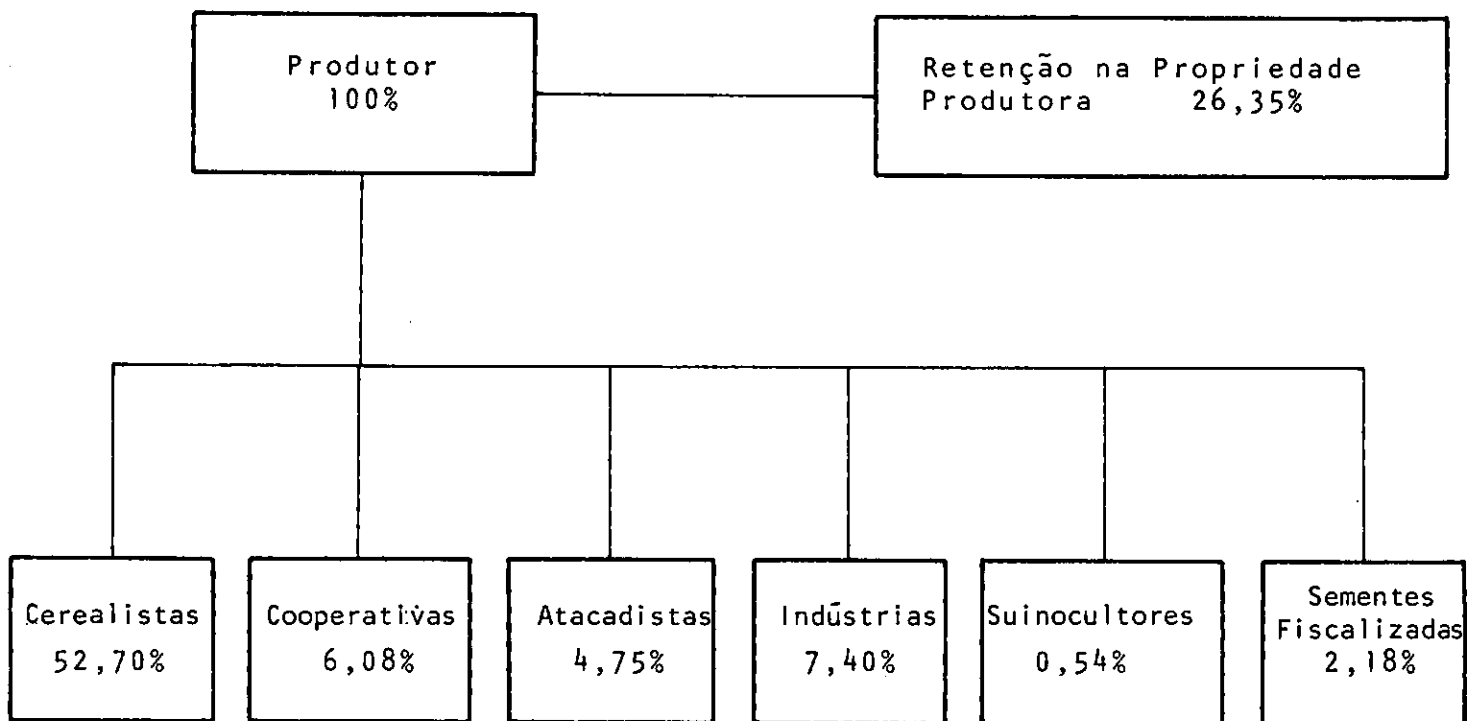 Produtor
100%
Retenção na Propriedade
Produtora 26,35%
Cerealistas
52,70%
Cooperativas
6,08%
Atacadistas
4,75%
Indústrias
7,40%
Suinocultores
0,54%
Sementes
Fiscalizadas
2,18%